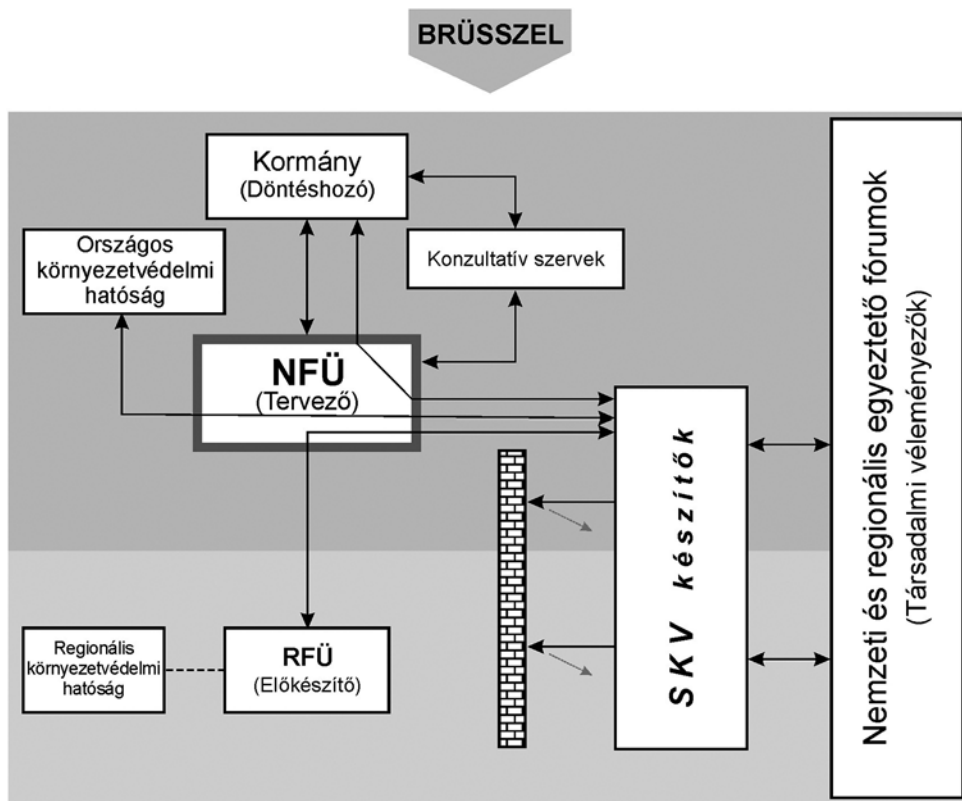 BRÜSSZEL
Kormány
(Döntéshozó)
Országos
környezetvédelmi
hatóság
Konzultatív szervek
NFÜ
(Tervező)
SKV készítők
Nemzeti és regionális egyeztető fórumok
(Társadalmi véleményezők)
Regionális
környezetvédelmi
hatóság
RFÜ
(Előkészítő)